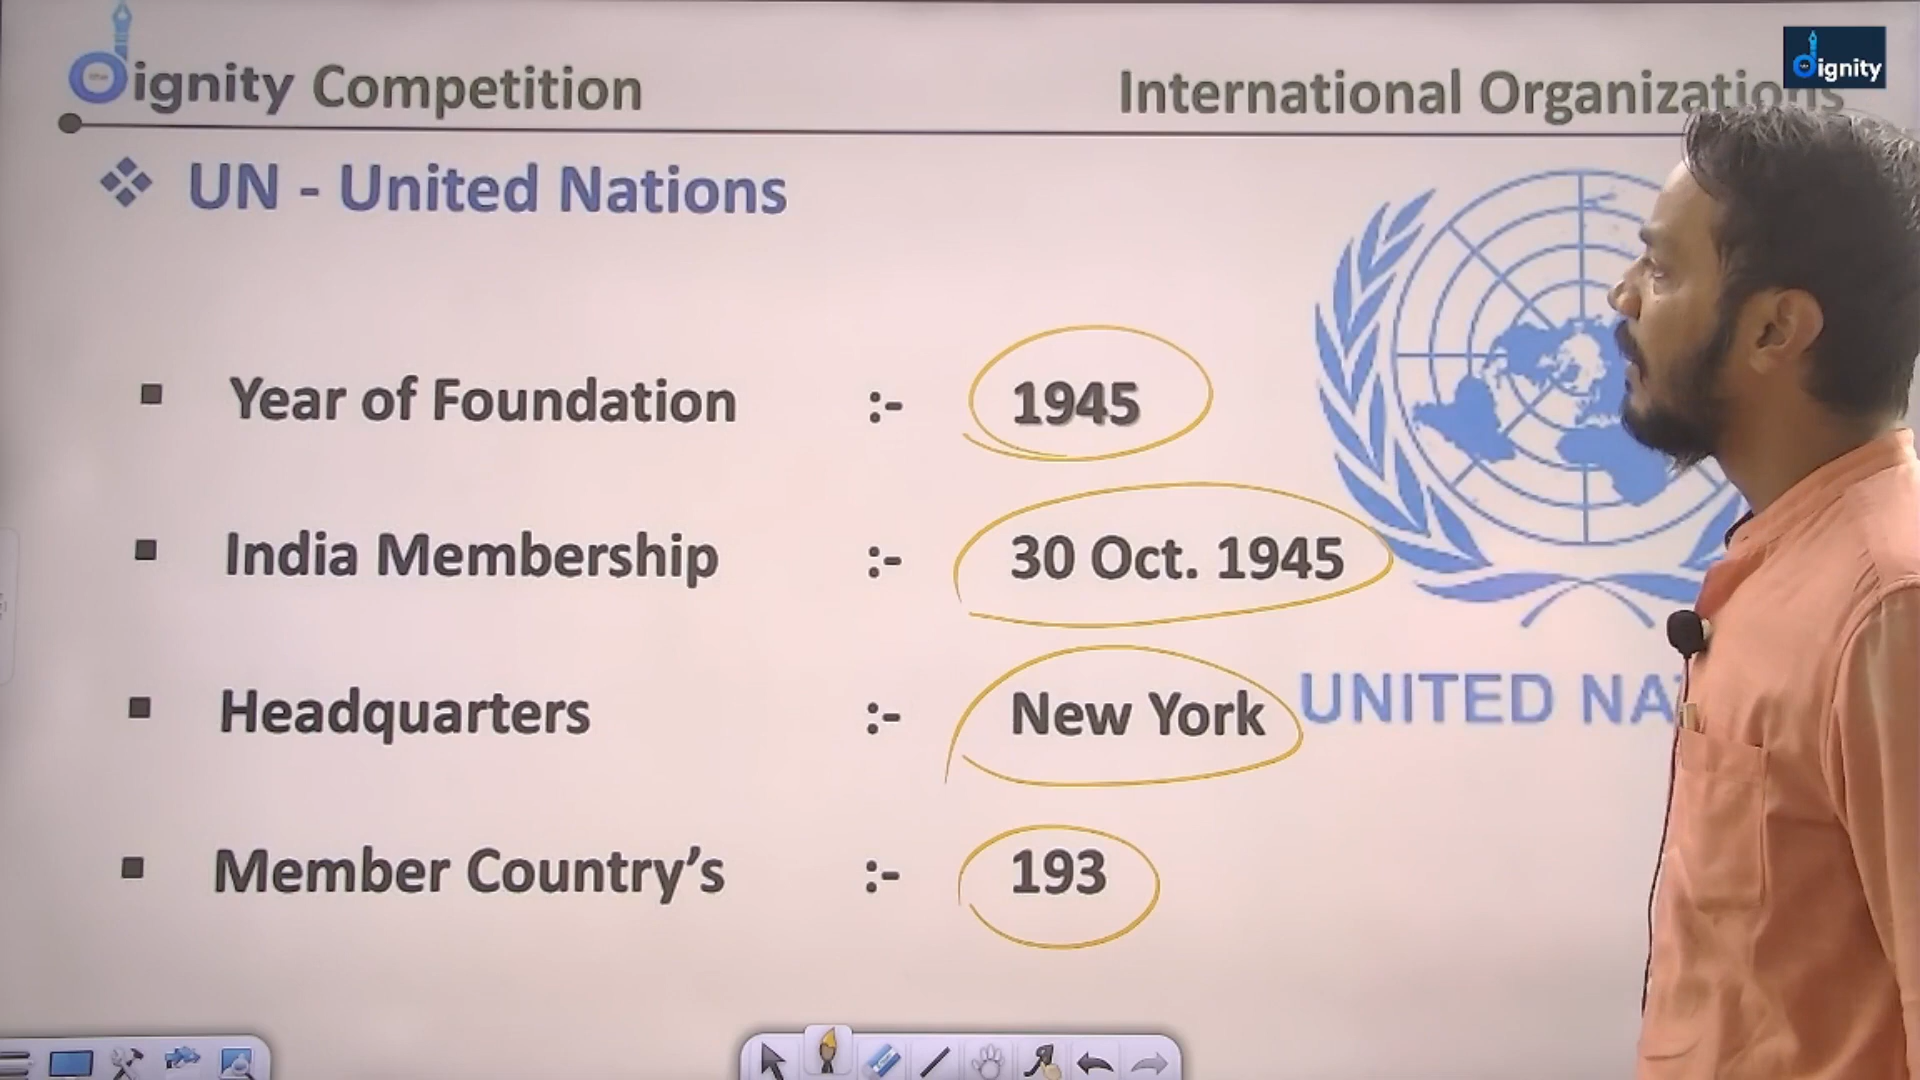 dignity Competition
International Organizations
dignity
❖ UN - United Nations
▪ Year of Foundation :- 1945
▪ India Membership :- 30 Oct. 1945
▪ Headquarters :- New York
▪ Member Country's :- 193
UNITED